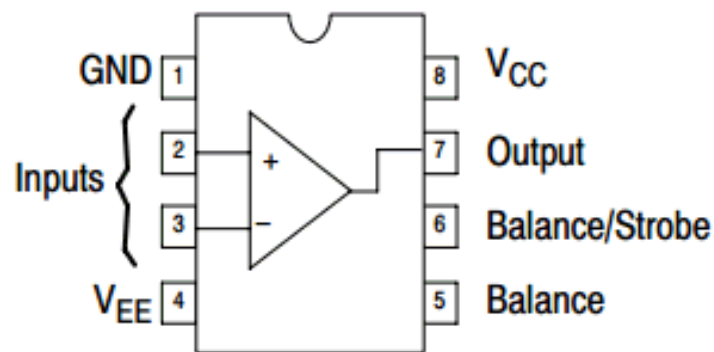 GND 1 8 VCC
2 + 7 Output
Inputs
3 − 6 Balance/Strobe
VEE 4 5 Balance